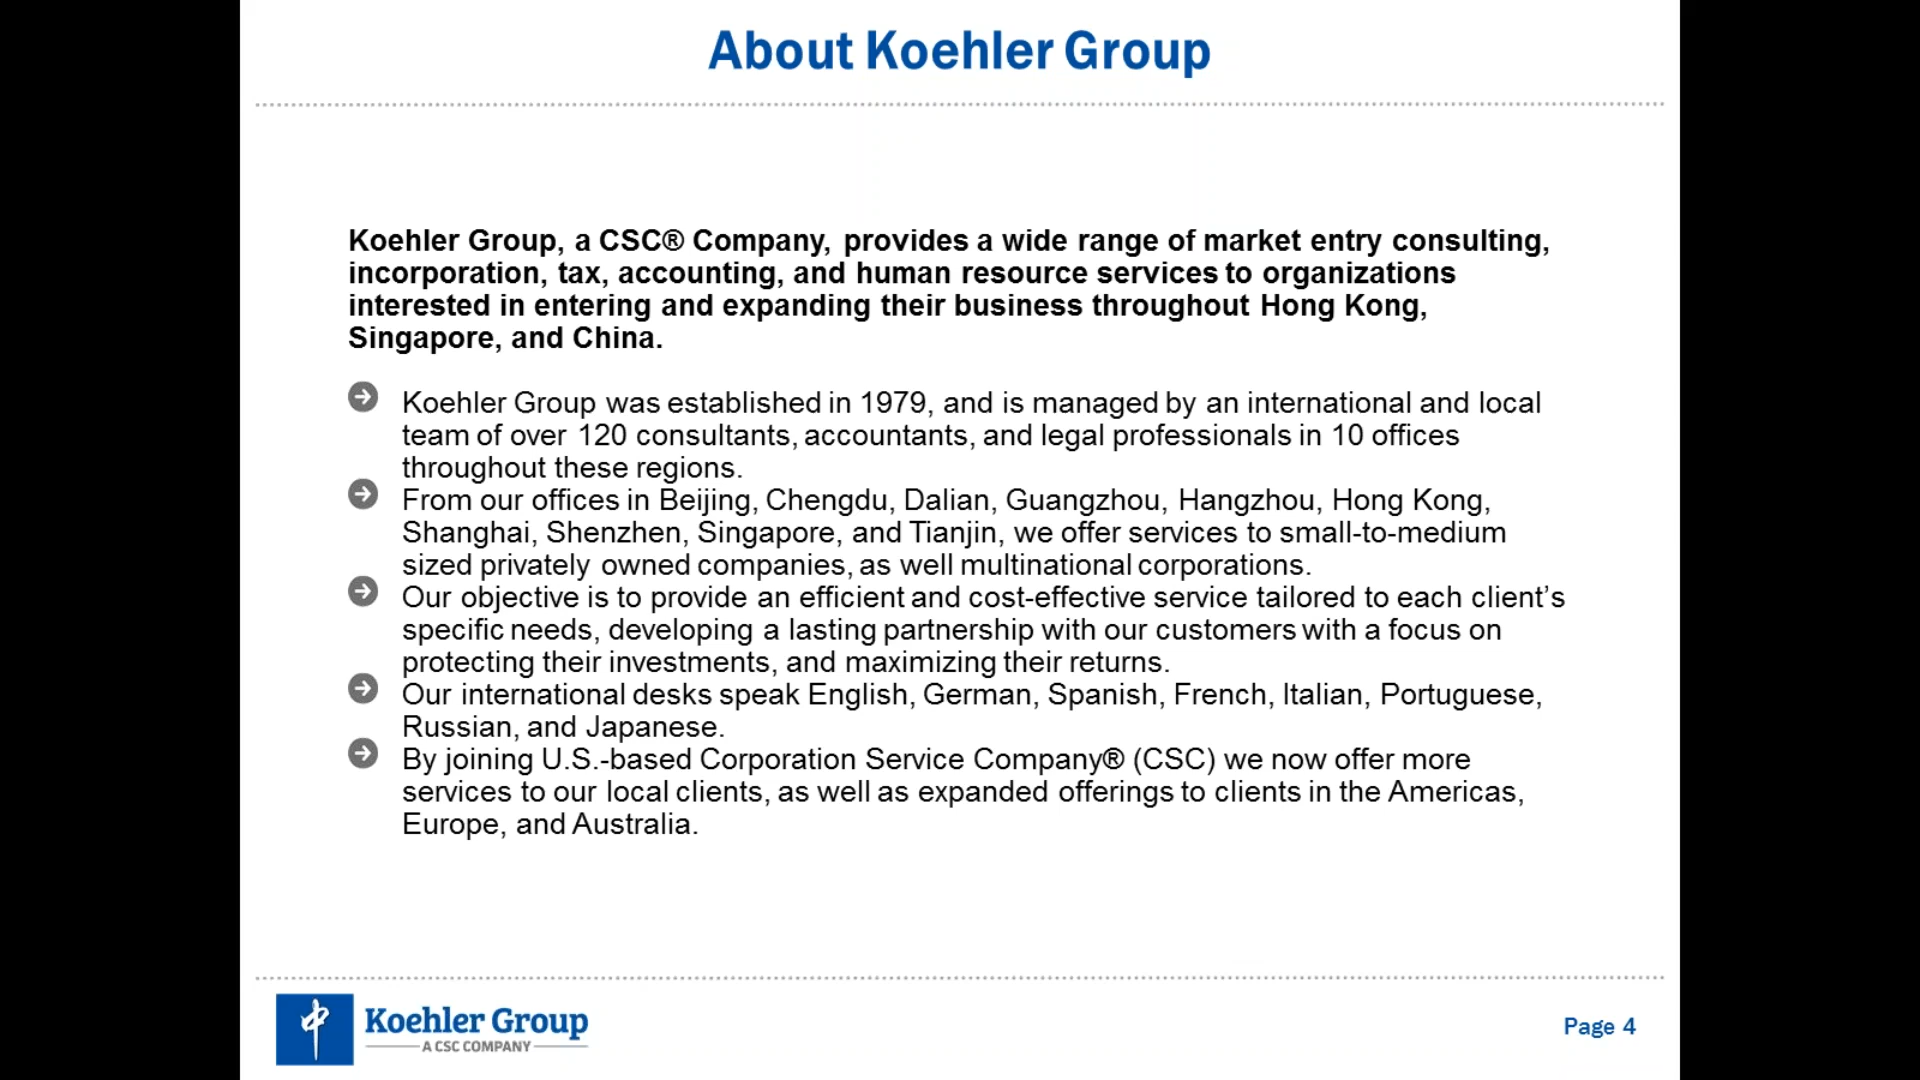 About Koehler Group
Koehler Group, a CSC® Company, provides a wide range of market entry consulting,
incorporation, tax, accounting, and human resource services to organizations
interested in entering and expanding their business throughout Hong Kong,
Singapore, and China.
Koehler Group was established in 1979, and is managed by an international and local
team of over 120 consultants, accountants, and legal professionals in 10 offices
throughout these regions.
From our offices in Beijing, Chengdu, Dalian, Guangzhou, Hangzhou, Hong Kong,
Shanghai, Shenzhen, Singapore, and Tianjin, we offer services to small-to-medium
sized privately owned companies, as well multinational corporations.
Our objective is to provide an efficient and cost-effective service tailored to each client’s
specific needs, developing a lasting partnership with our customers with a focus on
protecting their investments, and maximizing their returns.
Our international desks speak English, German, Spanish, French, Italian, Portuguese,
Russian, and Japanese.
By joining U.S.-based Corporation Service Company® (CSC) we now offer more
services to our local clients, as well as expanded offerings to clients in the Americas,
Europe, and Australia.
Koehler Group
A CSC COMPANY
Page 4